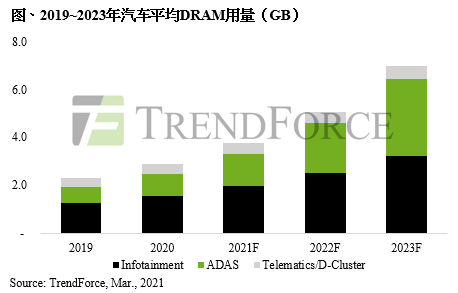 图、2019~2023年汽车平均DRAM用量（GB）
8.0
6.0
4.0
2.0
-
TRENDFORCE
2019
2020
2021F
2022F
2023F
Infotainment
ADAS
Telematics/D-Cluster
Source: TrendForce, Mar., 2021